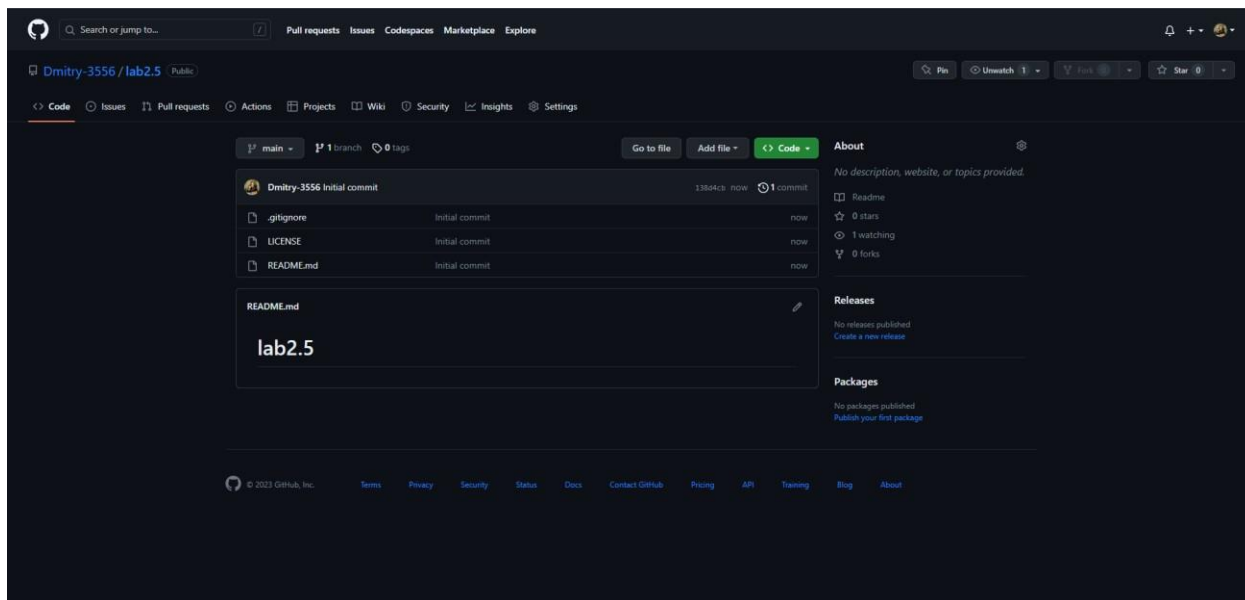 Search or jump to... / Pull requests Issues Codespaces Marketplace Explore
Dmitry-3556 / lab2.5 Public
Pin Unwatch 1 Fork Star 0
Code Issues Pull requests Actions Projects Wiki Security Insights Settings
main 1 branch 0 tags Go to file Add file Code
Dmitry-3556 Initial commit 138d4cb now 1 commit
.gitignore Initial commit now
LICENSE Initial commit now
README.md Initial commit now
README.md
lab2.5
About
No description, website, or topics provided.
Readme
0 stars
1 watching
0 forks
Releases
No releases published
Create a new release
Packages
No packages published
Publish your first package
© 2023 GitHub, Inc. Terms Privacy Security Status Docs Contact GitHub Pricing API Training Blog About